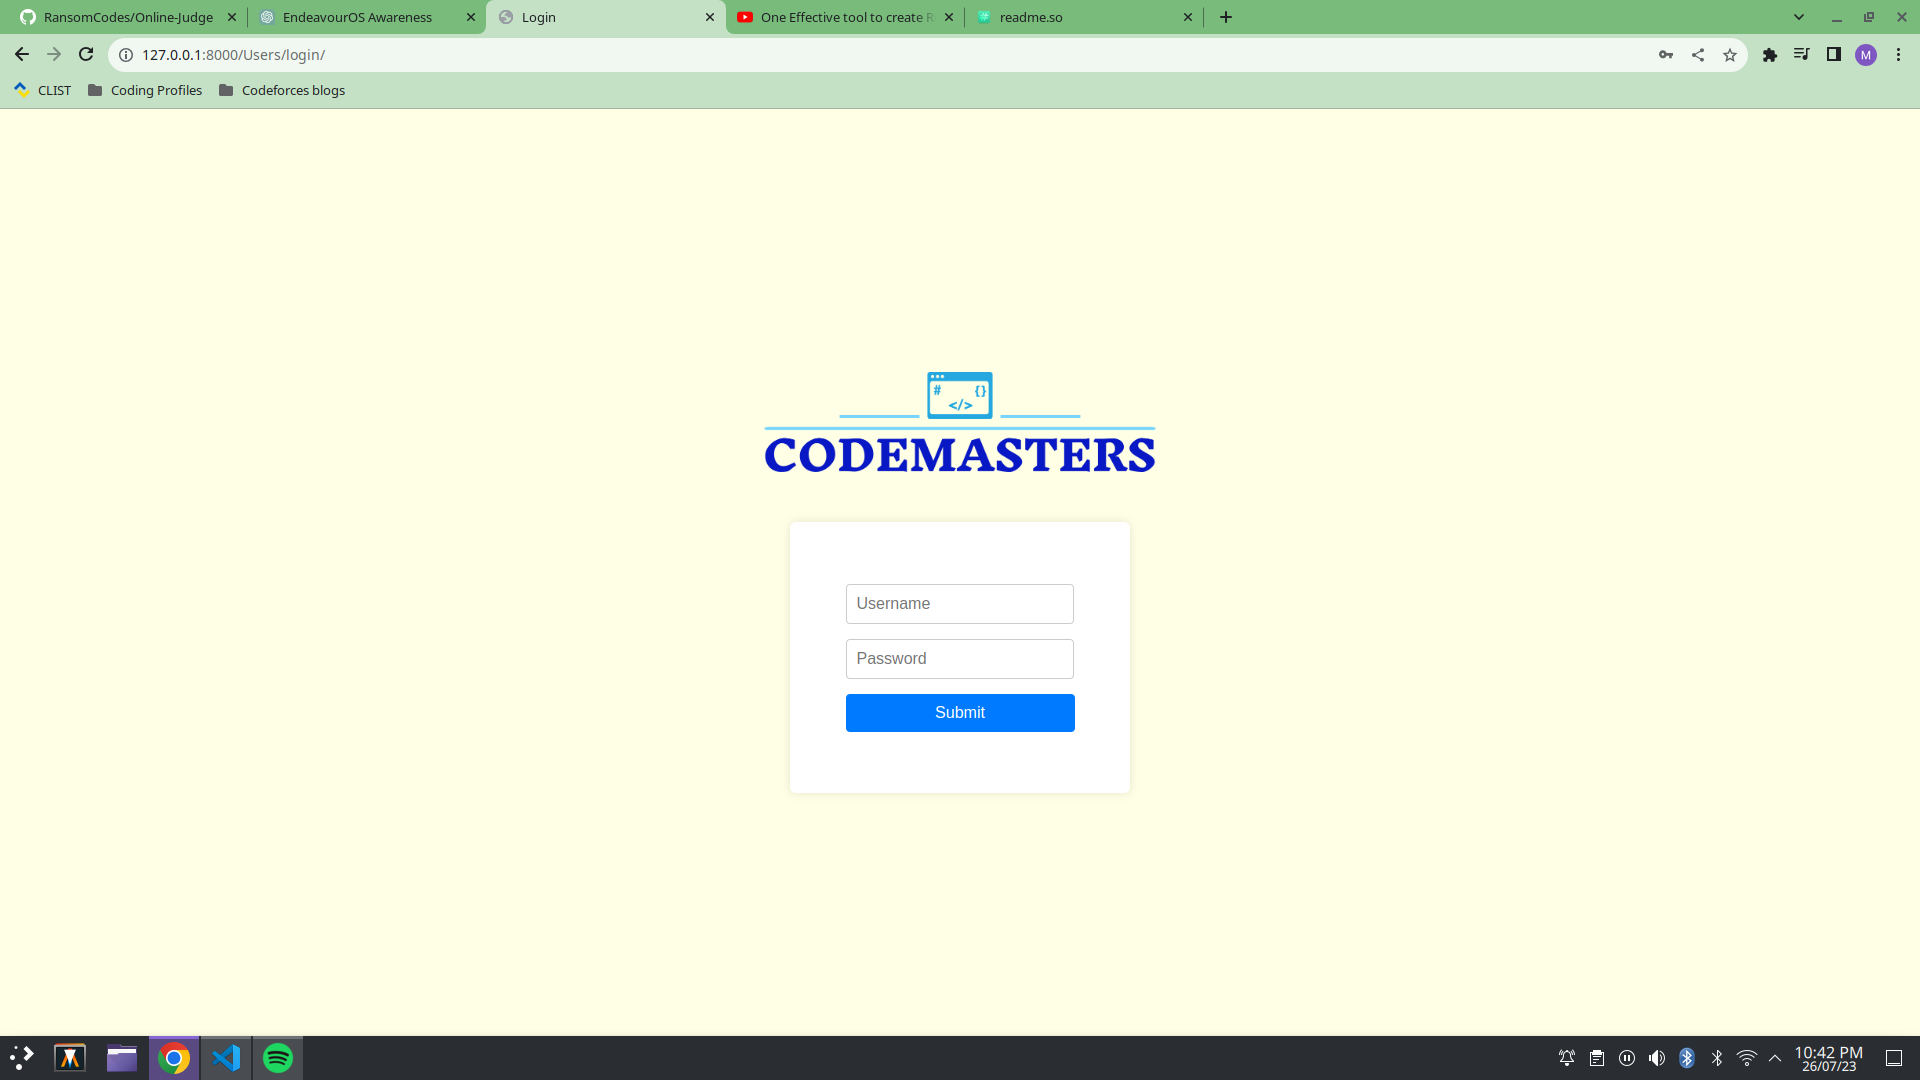 RansomCodes/Online-Judge
EndeavourOS Awareness
Login
One Effective tool to create R
readme.so
127.0.0.1:8000/Users/login/
M
CLIST
Coding Profiles
Codeforces blogs
# {}
</>
CODEMASTERS
Username
Password
Submit
10:42 PM
26/07/23